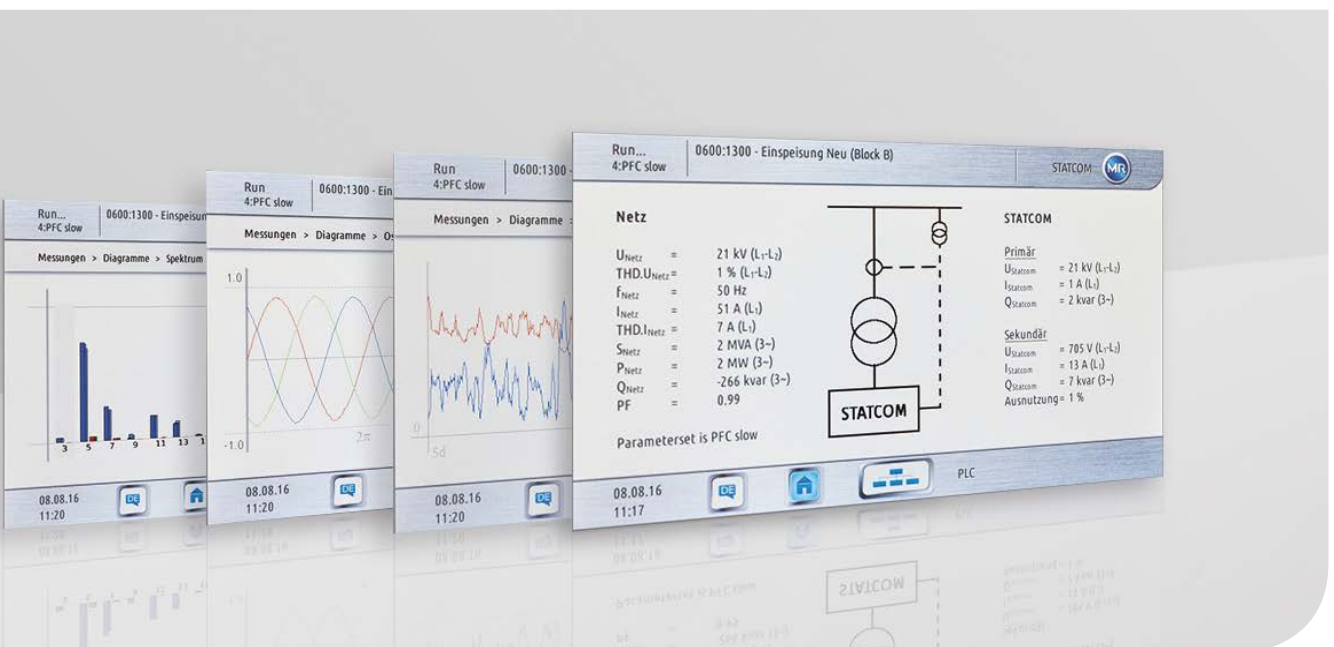 Run...
4:PFC slow
0600:1300 - Einspeisun
Messungen > Diagramme > Spektrum
3 5 7 9 11 13 1
08.08.16
11:20
DE
Run
4:PFC slow
0600:1300 - Ein
Messungen > Diagramme > Os
1.0
-1.0
2π
08.08.16
11:20
DE
Run
4:PFC slow
0600:1300 -
Messungen > Diagramme >
0
5d
08.08.16
11:20
DE
Run...
4:PFC slow
0600:1300 - Einspeisung Neu (Block B)
STATCOM MR
Netz
UNetz = 21 kV (L1-L2)
THD.UNetz = 1 % (L1-L2)
fNetz = 50 Hz
INetz = 51 A (L1)
THD.INetz = 7 A (L1)
SNetz = 2 MVA (3~)
PNetz = 2 MW (3~)
QNetz = -266 kvar (3~)
PF = 0.99
Parameterset is PFC slow
STATCOM
STATCOM
Primär
UStatcom = 21 kV (L1-L2)
IStatcom = 1 A (L1)
QStatcom = 2 kvar (3~)
Sekundär
UStatcom = 705 V (L1-L2)
IStatcom = 13 A (L1)
QStatcom = 7 kvar (3~)
Ausnutzung= 1 %
08.08.16
11:17
DE
PLC